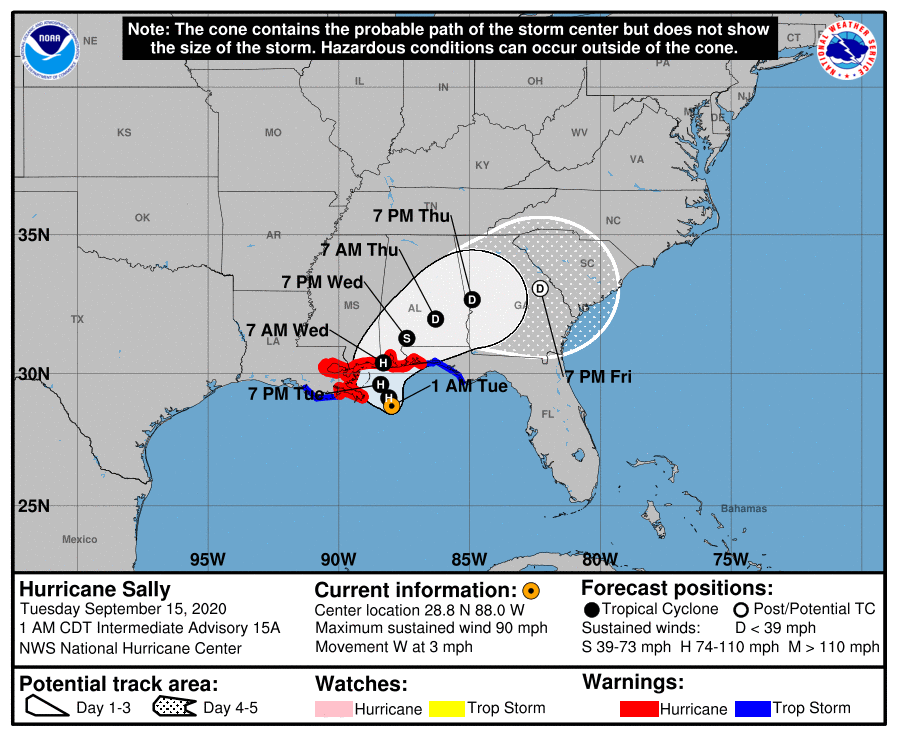 Note: The cone contains the probable path of the storm center but does not show
the size of the storm. Hazardous conditions can occur outside of the cone.
NOAA
NATIONAL WEATHER SERVICE
NE
CT
PA
IL
IN
OH
NJ
DE
KS
MO
WV
KY
VA
OK
TN
NC
7 PM Thu
35N
AR
7 AM Thu
SC
7 PM Wed
D
D
TX
MS
AL
GA
D
7 AM Wed
S
LA
H
30N
7 PM Fri
7 PM Tue
H
1 AM Tue
H
FL
25N
Bahamas
Mexico
95W
90W
85W
80W
75W
Hurricane Sally
Tuesday September 15, 2020
1 AM CDT Intermediate Advisory 15A
NWS National Hurricane Center
Current information:
Center location 28.8 N 88.0 W
Maximum sustained wind 90 mph
Movement W at 3 mph
Forecast positions:
Tropical Cyclone Post/Potential TC
Sustained winds: D < 39 mph
S 39-73 mph H 74-110 mph M > 110 mph
Potential track area:
Day 1-3 Day 4-5
Watches:
Hurricane Trop Storm
Warnings:
Hurricane Trop Storm